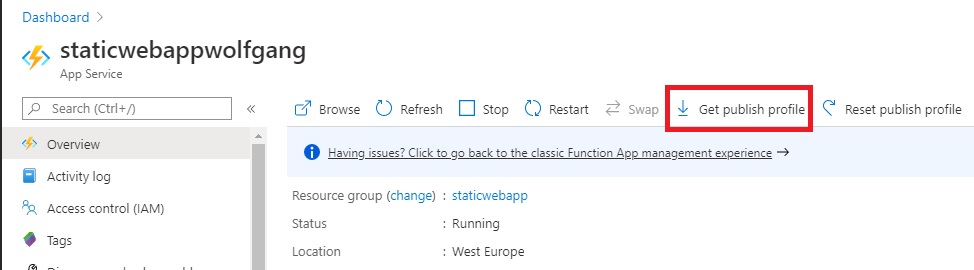 Dashboard >
staticwebappwolfgang
App Service
Search (Ctrl+/) «
Browse Refresh Stop Restart Swap Get publish profile Reset publish profile
Overview
Having issues? Click to go back to the classic Function App management experience →
Activity log
Resource group (change) : staticwebapp
Access control (IAM)
Status : Running
Tags
Location : West Europe